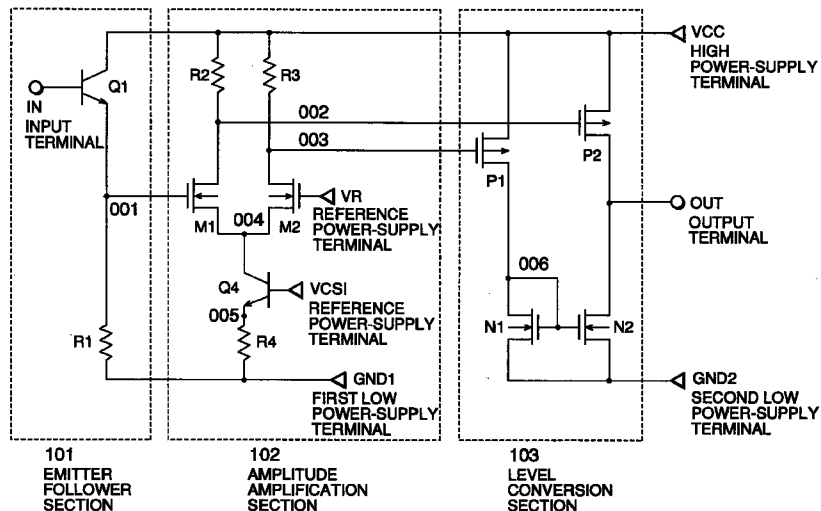 VCC
HIGH
POWER-SUPPLY
TERMINAL
R2
R3
Q1
IN
INPUT
TERMINAL
002
003
P1
P2
001
M1
004
M2
VR
REFERENCE
POWER-SUPPLY
TERMINAL
OUT
OUTPUT
TERMINAL
Q4
VCSI
REFERENCE
POWER-SUPPLY
TERMINAL
005
R4
R1
006
N1
N2
GND1
FIRST LOW
POWER-SUPPLY
TERMINAL
GND2
SECOND LOW
POWER-SUPPLY
TERMINAL
101
EMITTER
FOLLOWER
SECTION
102
AMPLITUDE
AMPLIFICATION
SECTION
103
LEVEL
CONVERSION
SECTION